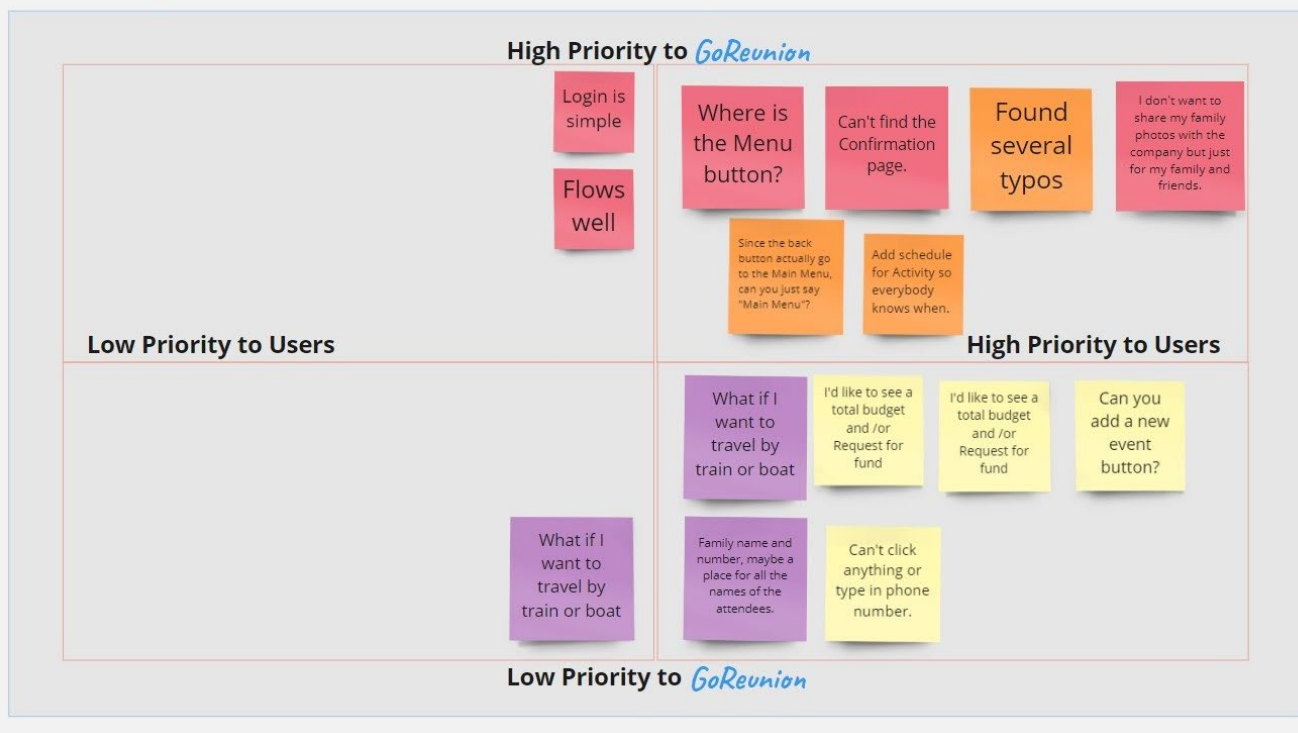 High Priority to GoReunion
Login is
simple
Flows
well
Where is
the Menu
button?
Can't find the
Confirmation
page.
Found
several
typos
I don't want to
share my family
photos with the
company but just
for my family and
friends.
Since the back
button actually go
to the Main Menu,
can you just say
"Main Menu"?
Add schedule
for Activity so
everybody
knows when.
Low Priority to Users
High Priority to Users
What if I
want to
travel by
train or boat
I'd like to see a
total budget
and /or
Request for
fund
I'd like to see a
total budget
and /or
Request for
fund
Can you
add a new
event
button?
What if I
want to
travel by
train or boat
Family name and
number, maybe a
place for all the
names of the
attendees.
Can't click
anything or
type in phone
number.
Low Priority to GoReunion